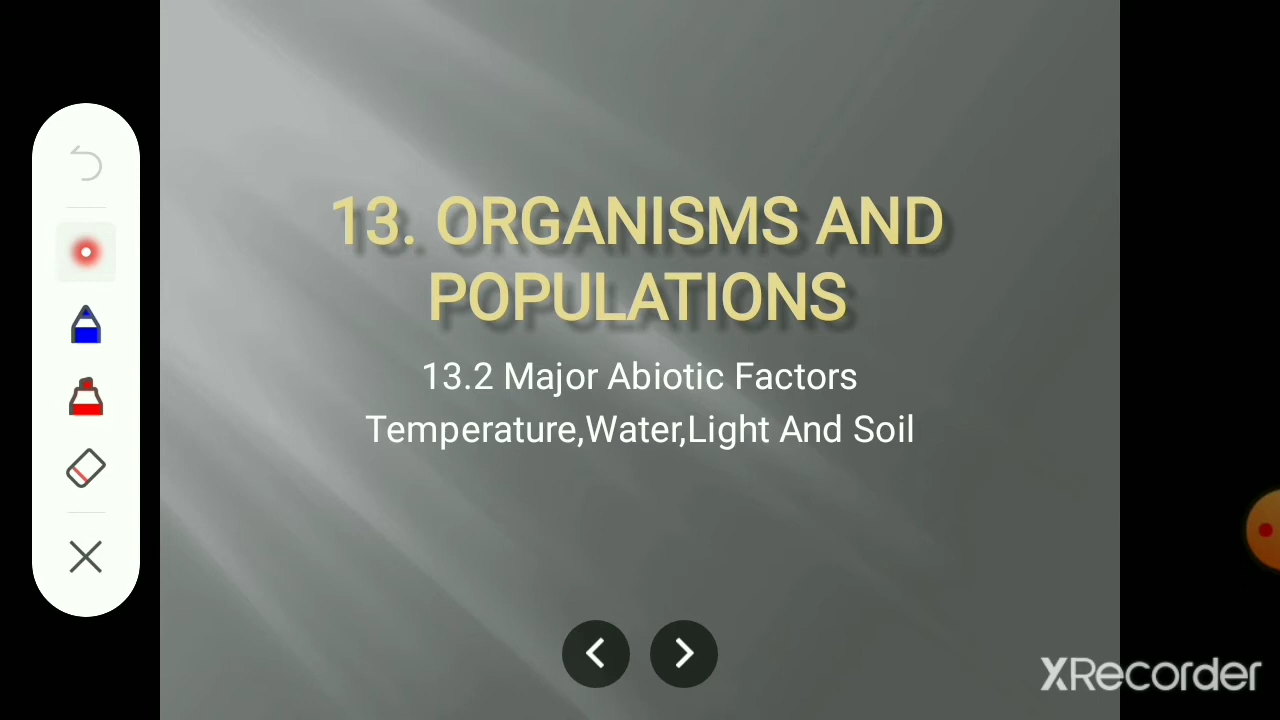 13. ORGANISMS AND
POPULATIONS
13.2 Major Abiotic Factors
Temperature,Water,Light And Soil
XRecorder